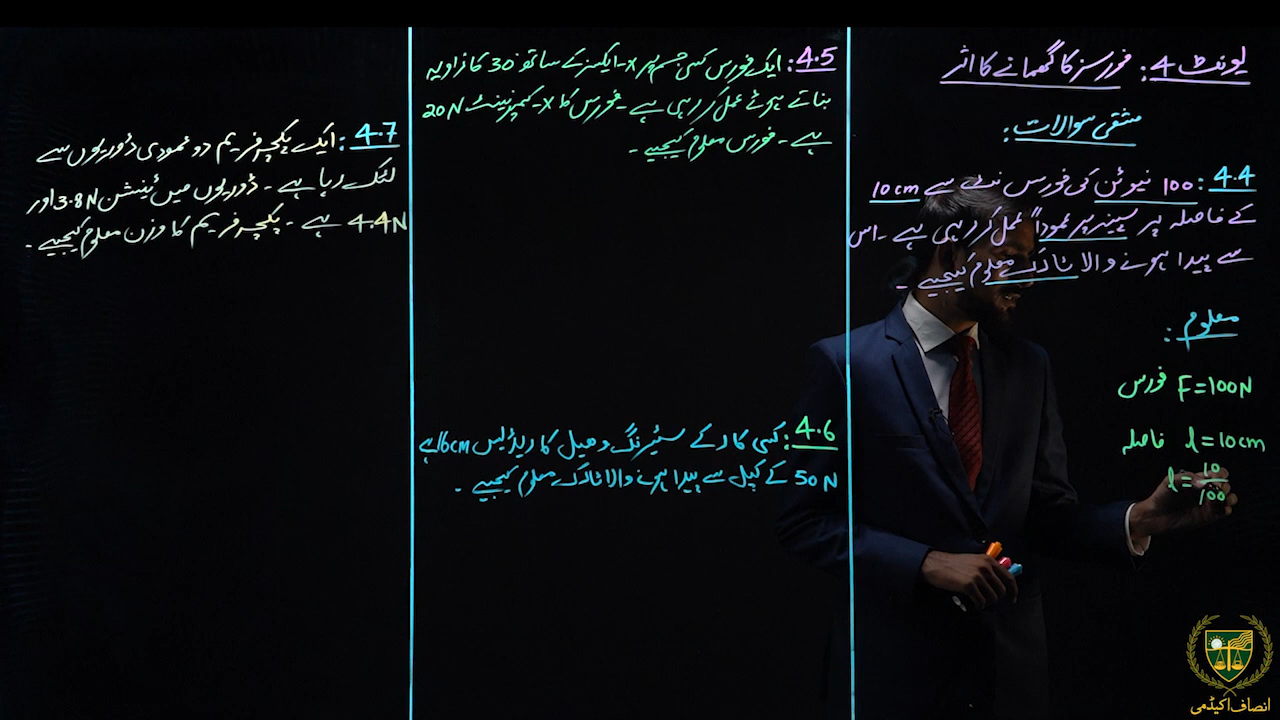 یونٹ 4: فورسز کا گھمانے کا اثر
مشقی سوالات:
4.4: 100 نیوٹن کی فورس نٹ سے 10cm
کے فاصلہ پر سپینر پر عموداً عمل کر رہی ہے۔ اس
سے پیدا ہونے والا ٹارک معلوم کیجیے۔
معلوم:
فورس F=100N
فاصلہ l=10cm
l=10/100
4.5: ایک فورس کسی جسم پر x-ایکسز کے ساتھ 30° کا زاویہ
بناتے ہوئے عمل کر رہی ہے۔ فورس کا x-کمپوننٹ 20N
ہے۔ فورس معلوم کیجیے۔
4.6: کسی کار کے سٹیرنگ وھیل کا ریڈیس 16cm ہے
50N کے کپل سے پیدا ہونے والا ٹارک معلوم کیجیے۔
4.7: ایک پکچر فریم دو عمودی ڈوریوں سے
لٹک رہا ہے۔ ڈوریوں میں ٹینشن 3.8N اور
4.4N ہے۔ پکچر فریم کا وزن معلوم کیجیے۔
انصاف اکیڈمی